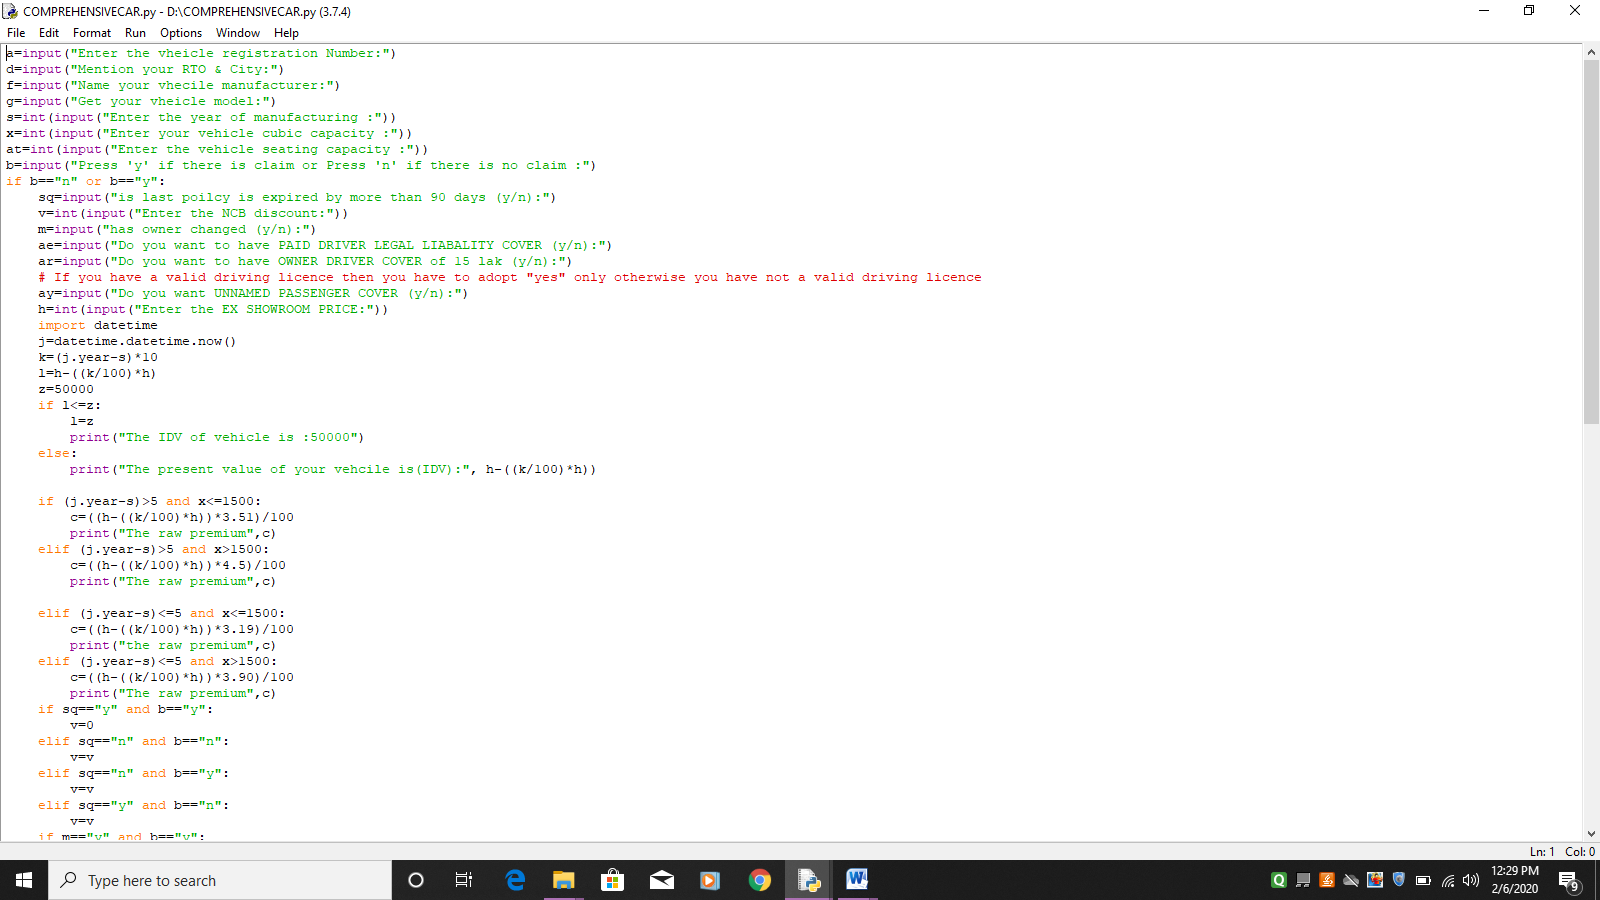 COMPREHENSIVECAR.py - D:\COMPREHENSIVECAR.py (3.7.4)
File Edit Format Run Options Window Help
a=input("Enter the vheicle registration Number:")
d=input("Mention your RTO & City:")
f=input("Name your vhecile manufacturer:")
g=input("Get your vheicle model:")
s=int(input("Enter the year of manufacturing :"))
x=int(input("Enter your vehicle cubic capacity :"))
at=int(input("Enter the vehicle seating capacity :"))
b=input("Press 'y' if there is claim or Press 'n' if there is no claim :")
if b=="n" or b=="y":
    sq=input("is last poilcy is expired by more than 90 days (y/n):")
    v=int(input("Enter the NCB discount:"))
    m=input("has owner changed (y/n):")
    ae=input("Do you want to have PAID DRIVER LEGAL LIABALITY COVER (y/n):")
    ar=input("Do you want to have OWNER DRIVER COVER of 15 lak (y/n):")
    # If you have a valid driving licence then you have to adopt "yes" only otherwise you have not a valid driving licence
    ay=input("Do you want UNNAMED PASSENGER COVER (y/n):")
    h=int(input("Enter the EX SHOWROOM PRICE:"))
    import datetime
    j=datetime.datetime.now()
    k=(j.year-s)*10
    l=h-((k/100)*h)
    z=50000
    if l<=z:
        l=z
        print("The IDV of vehicle is :50000")
    else:
        print("The present value of your vehcile is(IDV):", h-((k/100)*h))
    if (j.year-s)>5 and x<=1500:
        c=((h-((k/100)*h))*3.51)/100
        print("The raw premium",c)
    elif (j.year-s)>5 and x>1500:
        c=((h-((k/100)*h))*4.5)/100
        print("The raw premium",c)
    elif (j.year-s)<=5 and x<=1500:
        c=((h-((k/100)*h))*3.19)/100
        print("the raw premium",c)
    elif (j.year-s)<=5 and x>1500:
        c=((h-((k/100)*h))*3.90)/100
        print("The raw premium",c)
    if sq=="y" and b=="y":
        v=0
    elif sq=="n" and b=="n":
        v=v
    elif sq=="n" and b=="y":
        v=v
    elif sq=="y" and b=="n":
        v=v
    if m=="y" and b=="y":
Ln: 1 Col: 0
Type here to search
12:29 PM
2/6/2020
9